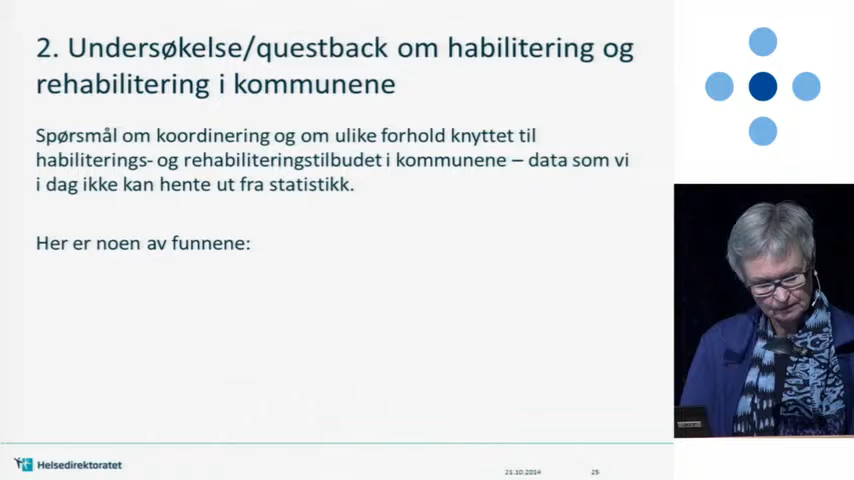 2. Undersøkelse/questback om habilitering og
rehabilitering i kommunene
Spørsmål om koordinering og om ulike forhold knyttet til
habiliterings- og rehabiliteringstilbudet i kommunene – data som vi
i dag ikke kan hente ut fra statistikk.
Her er noen av funnene:
Helsedirektoratet
21.10.2014
25